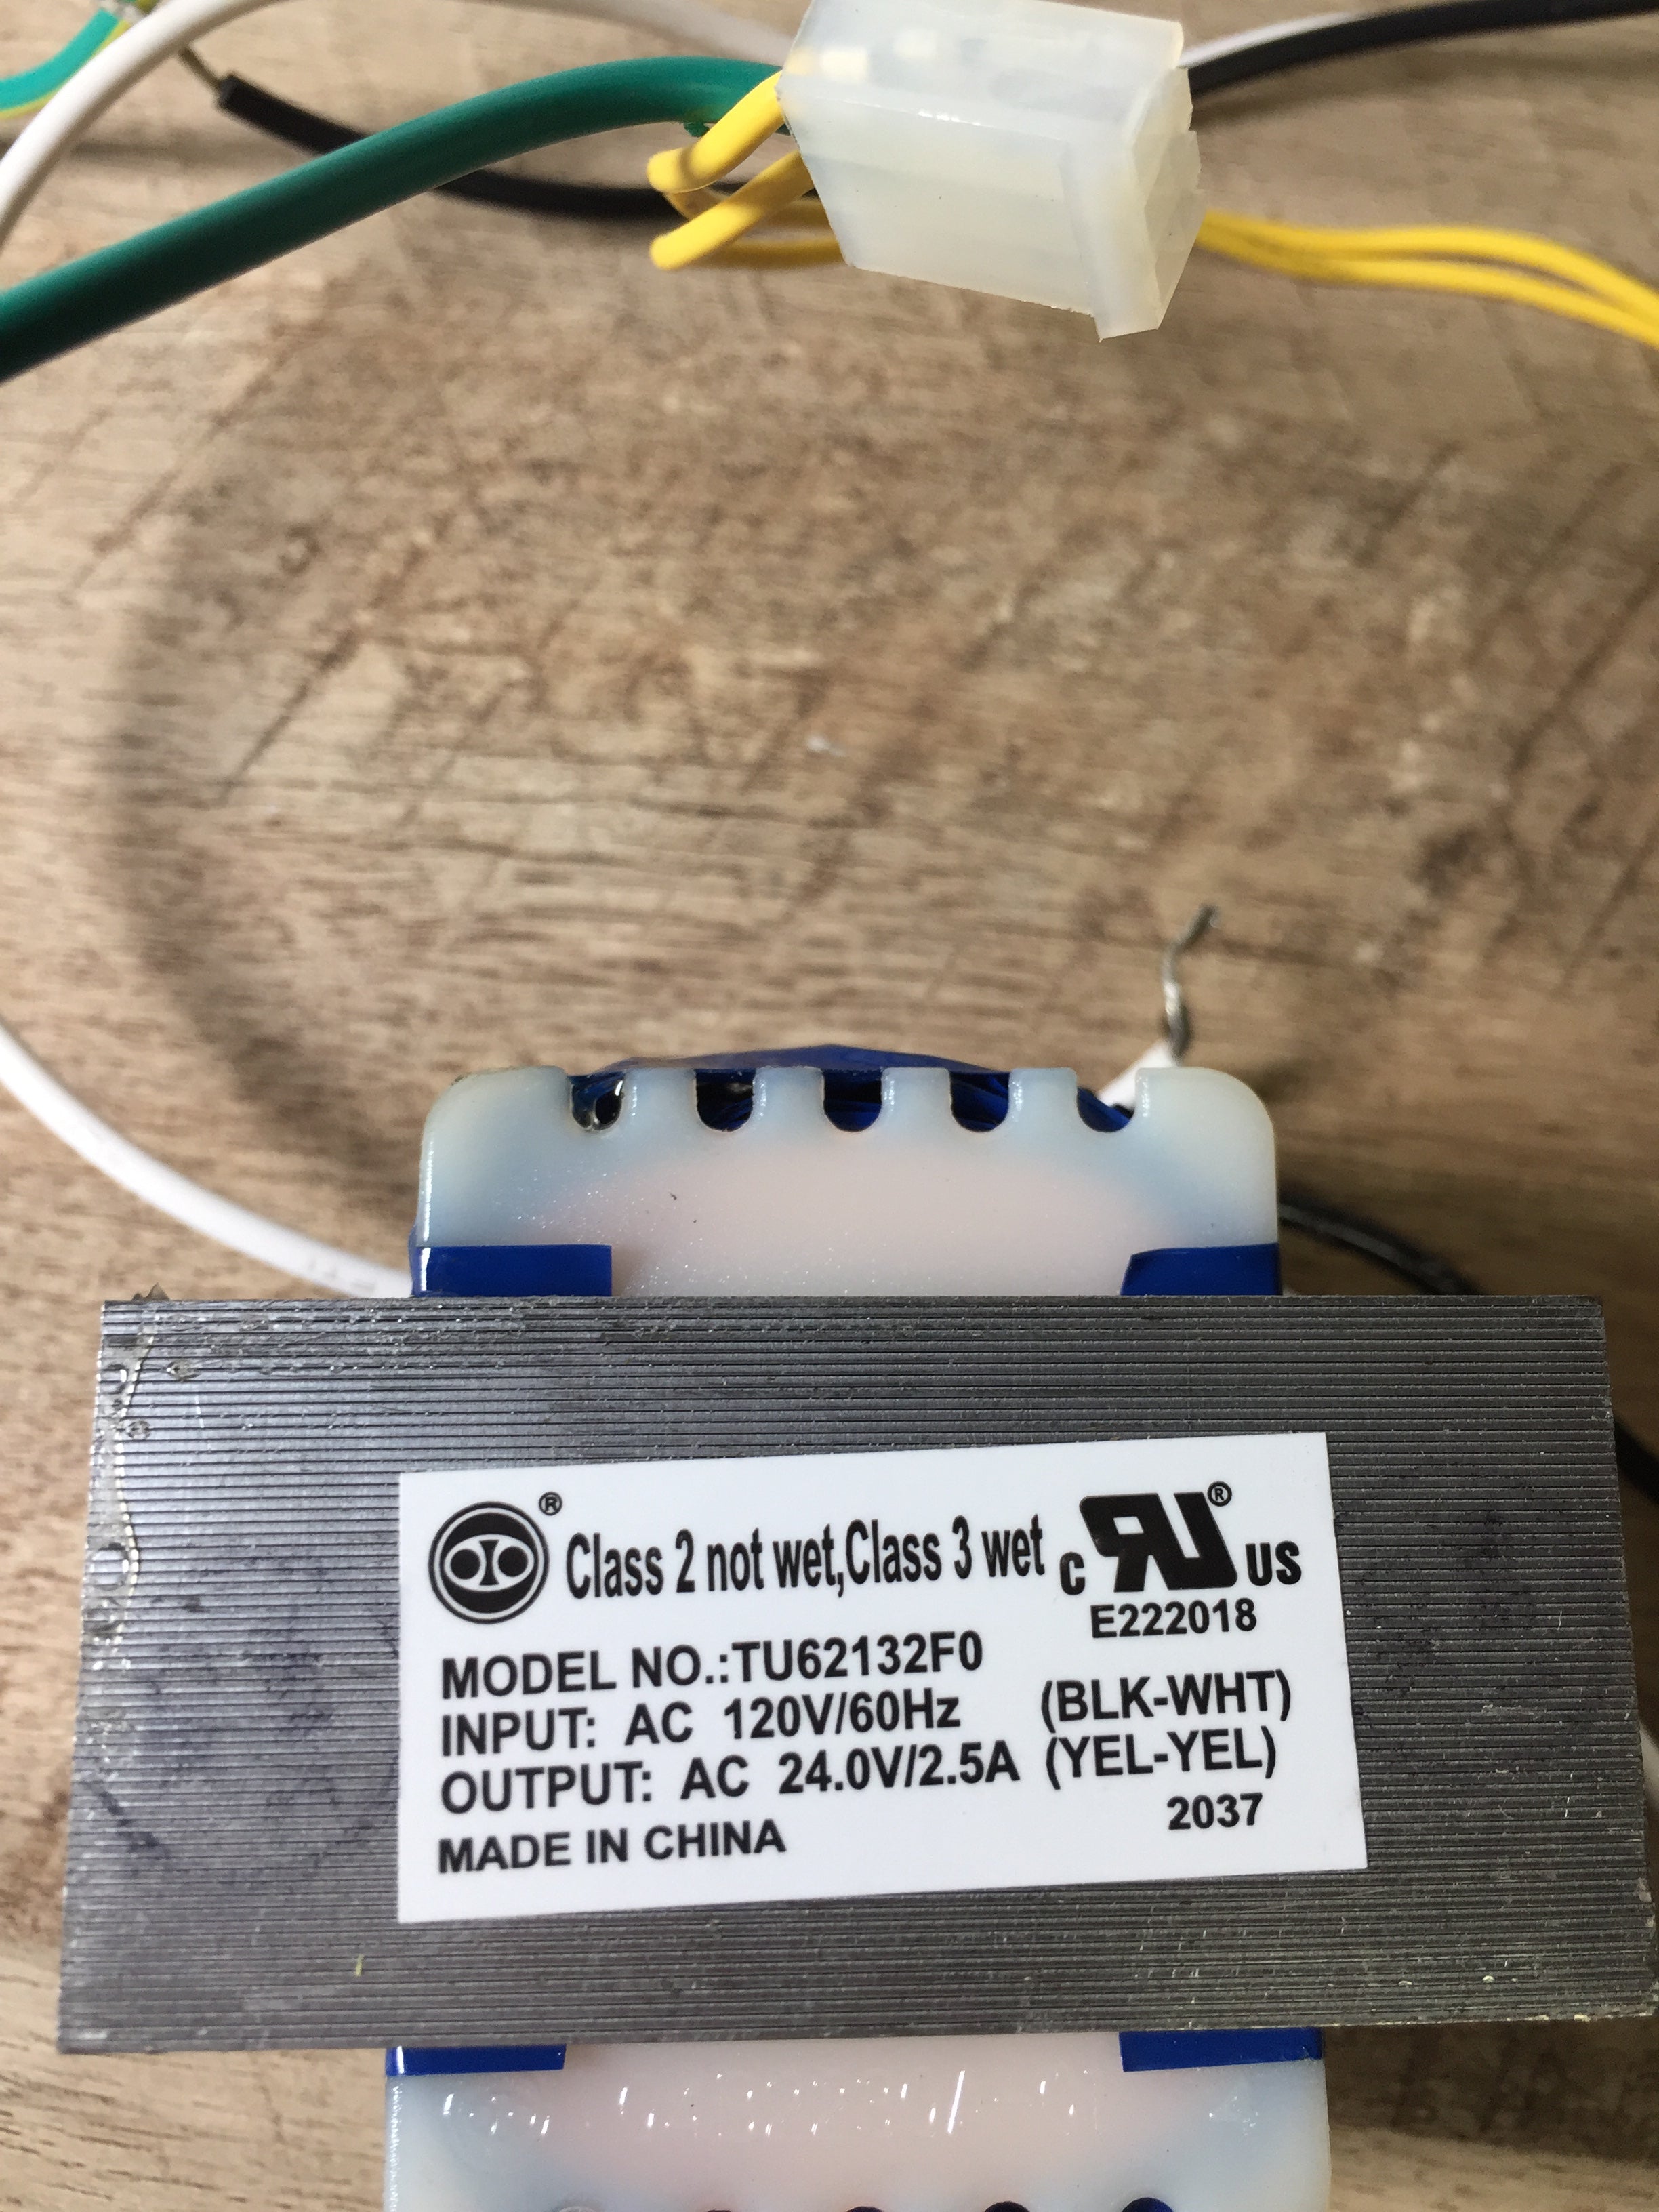 ® Class 2 not wet,Class 3 wet c RU ® US
E222018
MODEL NO.:TU62132F0
INPUT: AC 120V/60Hz (BLK-WHT)
OUTPUT: AC 24.0V/2.5A (YEL-YEL)
2037
MADE IN CHINA